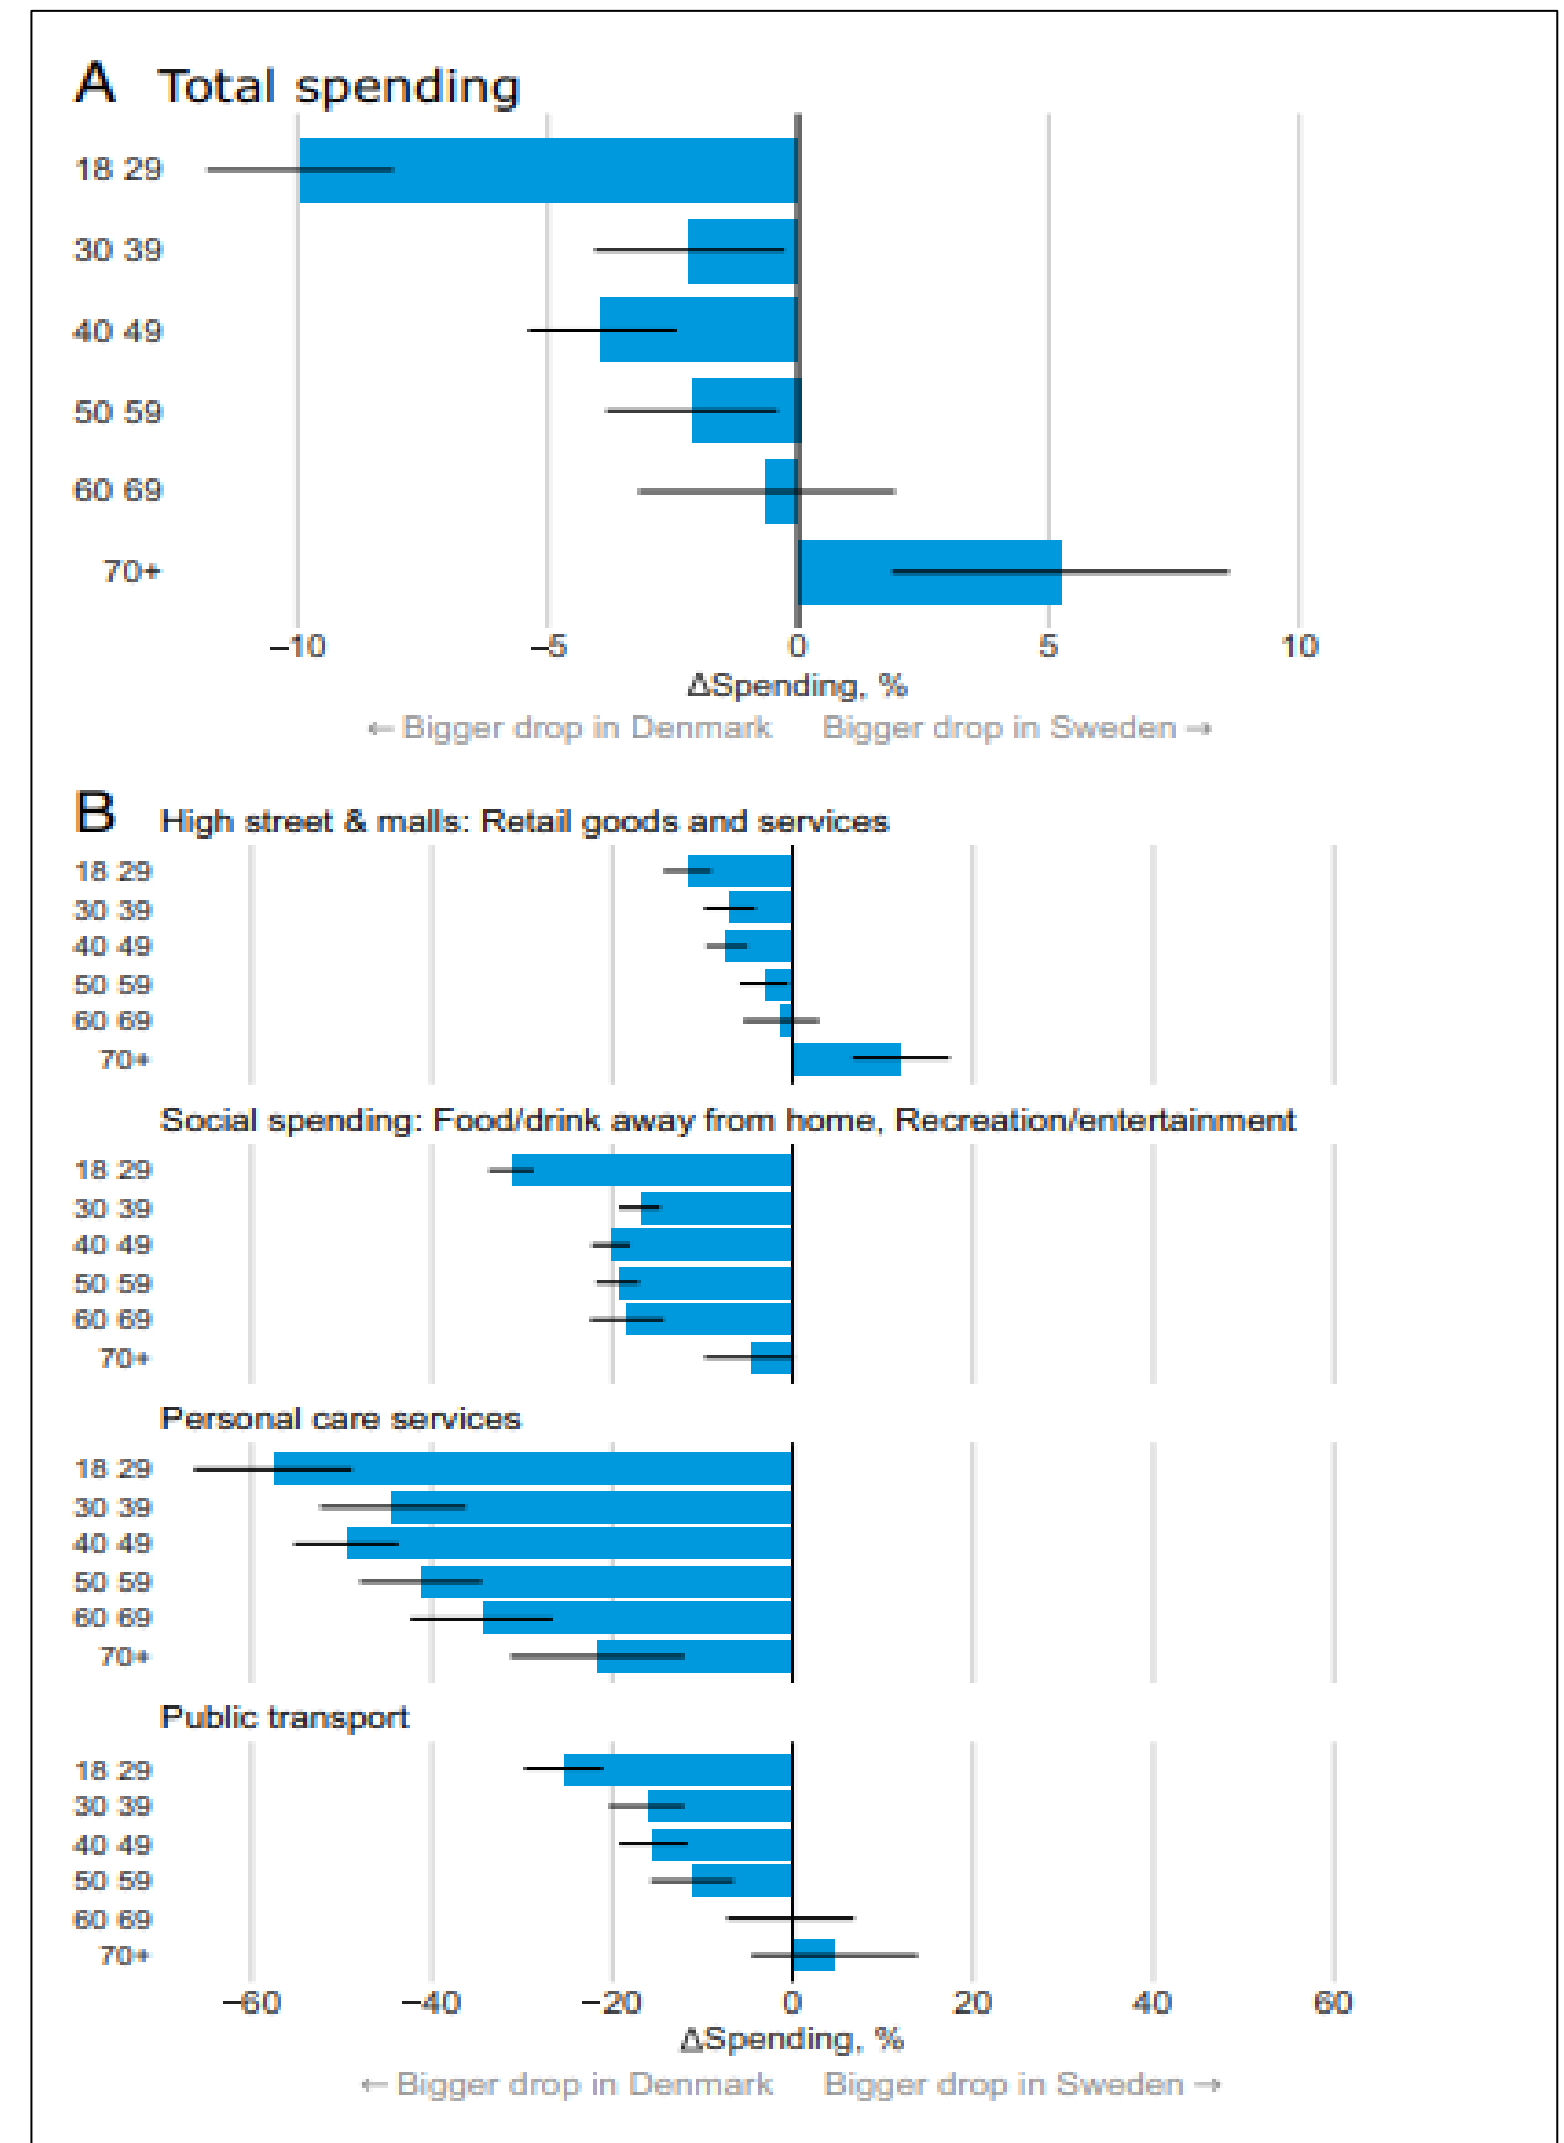 A Total spending
18 29
30 39
40 49
50 59
60 69
70+
−10 −5 0 5 10
ΔSpending, %
← Bigger drop in Denmark Bigger drop in Sweden →
B High street & malls: Retail goods and services
18 29
30 39
40 49
50 59
60 69
70+
Social spending: Food/drink away from home, Recreation/entertainment
18 29
30 39
40 49
50 59
60 69
70+
Personal care services
18 29
30 39
40 49
50 59
60 69
70+
Public transport
18 29
30 39
40 49
50 59
60 69
70+
−60 −40 −20 0 20 40 60
ΔSpending, %
← Bigger drop in Denmark Bigger drop in Sweden →